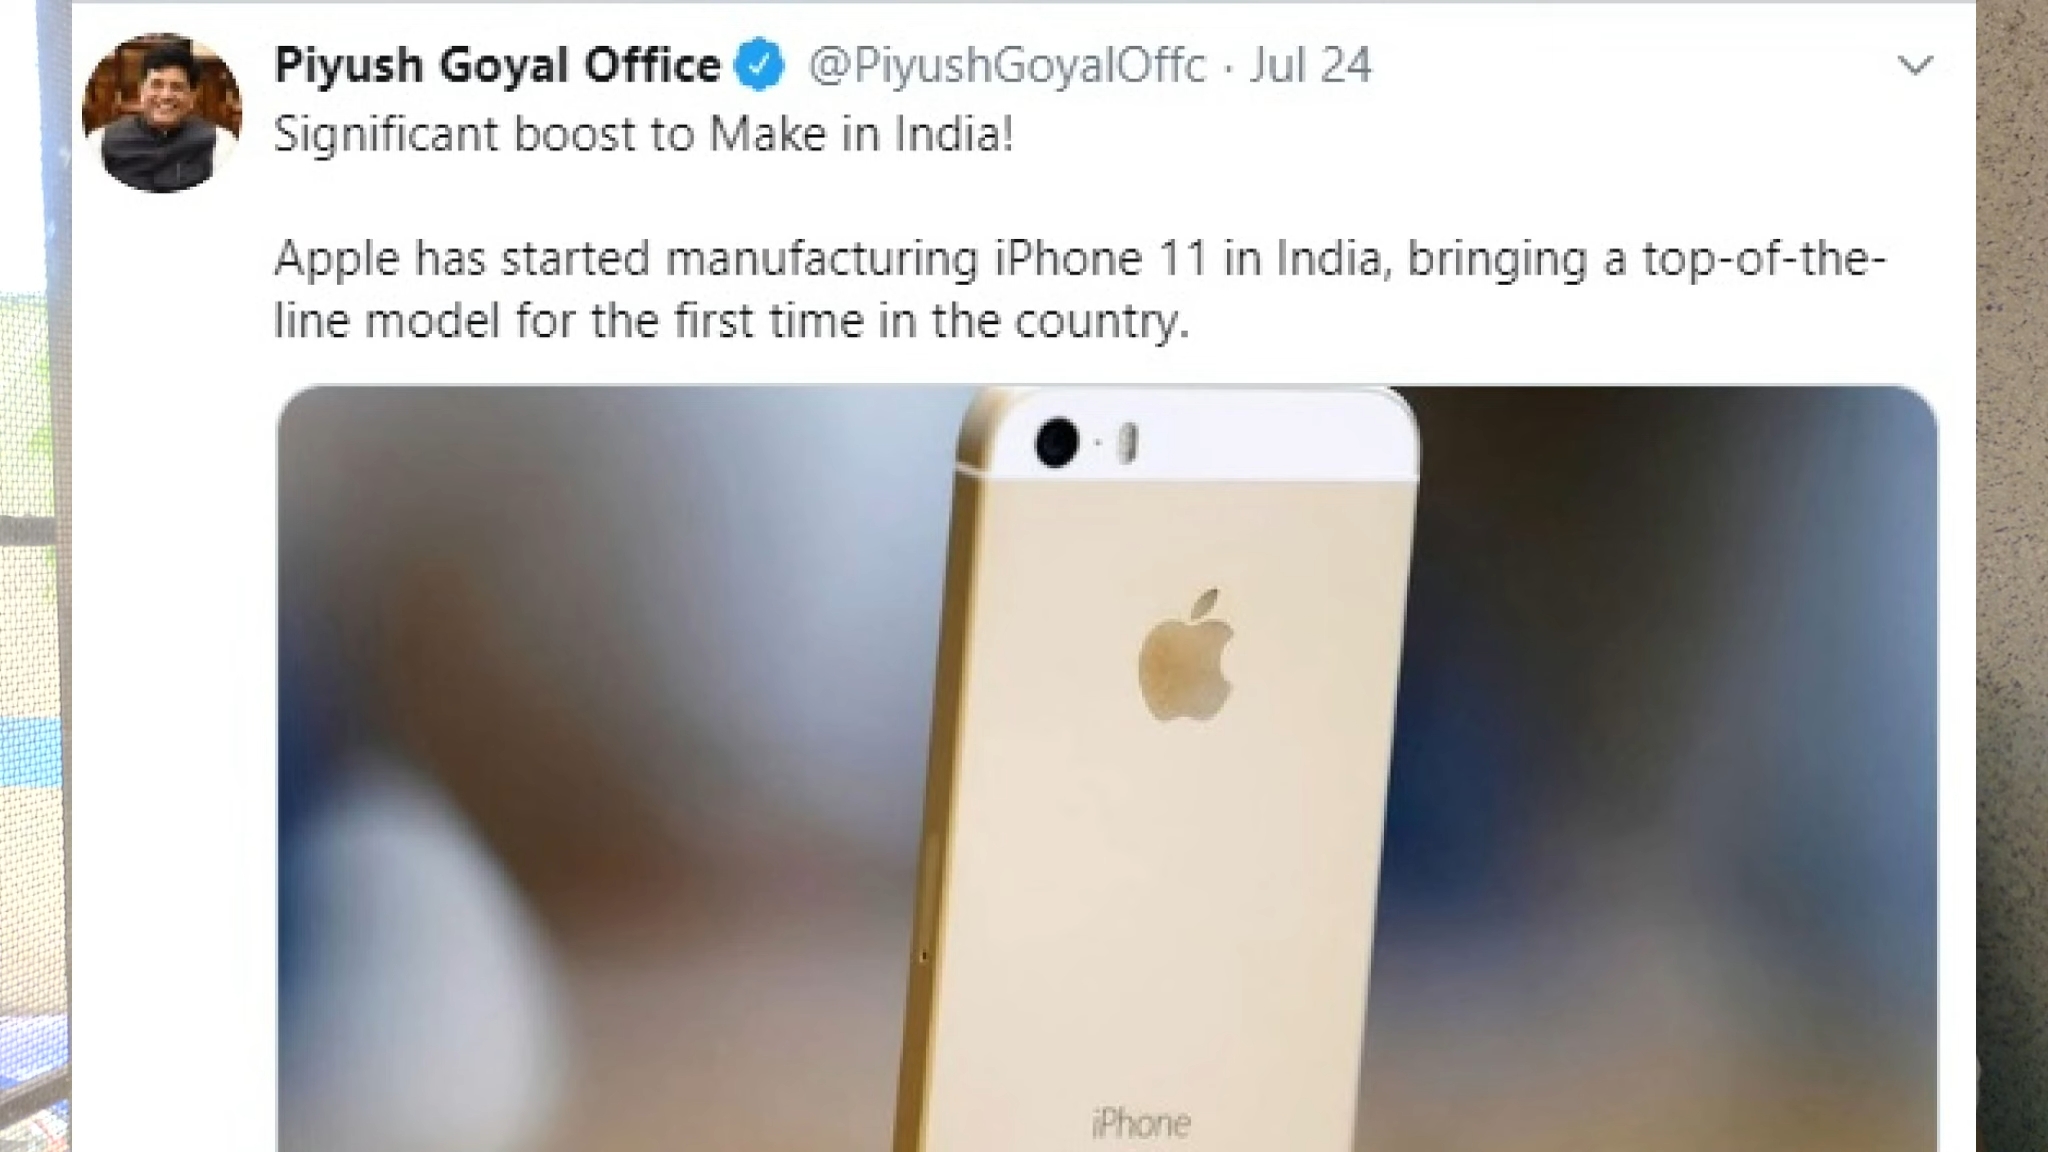 Piyush Goyal Office @PiyushGoyalOffc · Jul 24
Significant boost to Make in India!
Apple has started manufacturing iPhone 11 in India, bringing a top-of-the-
line model for the first time in the country.
iPhone